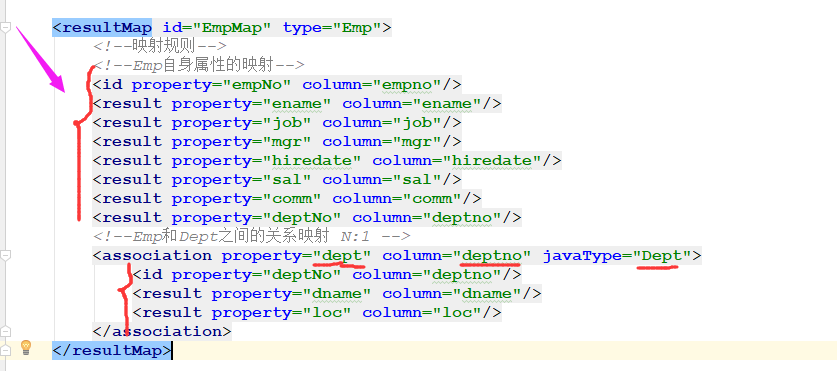 <resultMap id="EmpMap" type="Emp">
<!--映射规则-->
<!--Emp自身属性的映射-->
<id property="empNo" column="empno"/>
<result property="ename" column="ename"/>
<result property="job" column="job"/>
<result property="mgr" column="mgr"/>
<result property="hiredate" column="hiredate"/>
<result property="sal" column="sal"/>
<result property="comm" column="comm"/>
<result property="deptNo" column="deptno"/>
<!--Emp和Dept之间的关系映射 N:1 -->
<association property="dept" column="deptno" javaType="Dept">
<id property="deptNo" column="deptno"/>
<result property="dname" column="dname"/>
<result property="loc" column="loc"/>
</association>
</resultMap>